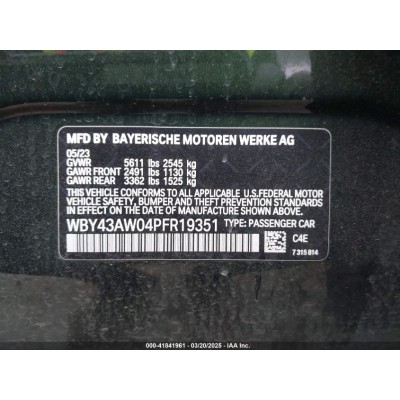 MFD BY BAYERISCHE MOTOREN WERKE AG
05/23
GVWR 5611 lbs 2545 kg
GAWR FRONT 2491 lbs 1130 kg
GAWR REAR 3362 lbs 1525 kg
THIS VEHICLE CONFORMS TO ALL APPLICABLE U.S.FEDERAL MOTOR
VEHICLE SAFETY, BUMPER, AND THEFT PREVENTION STANDARDS
IN EFFECT ON THE DATE OF MANUFACTURE SHOWN ABOVE.
WBY43AW04PFR19351 TYPE: PASSENGER CAR
C4E
7 315 814
000-41841961 - 03/20/2025 - IAA Inc.